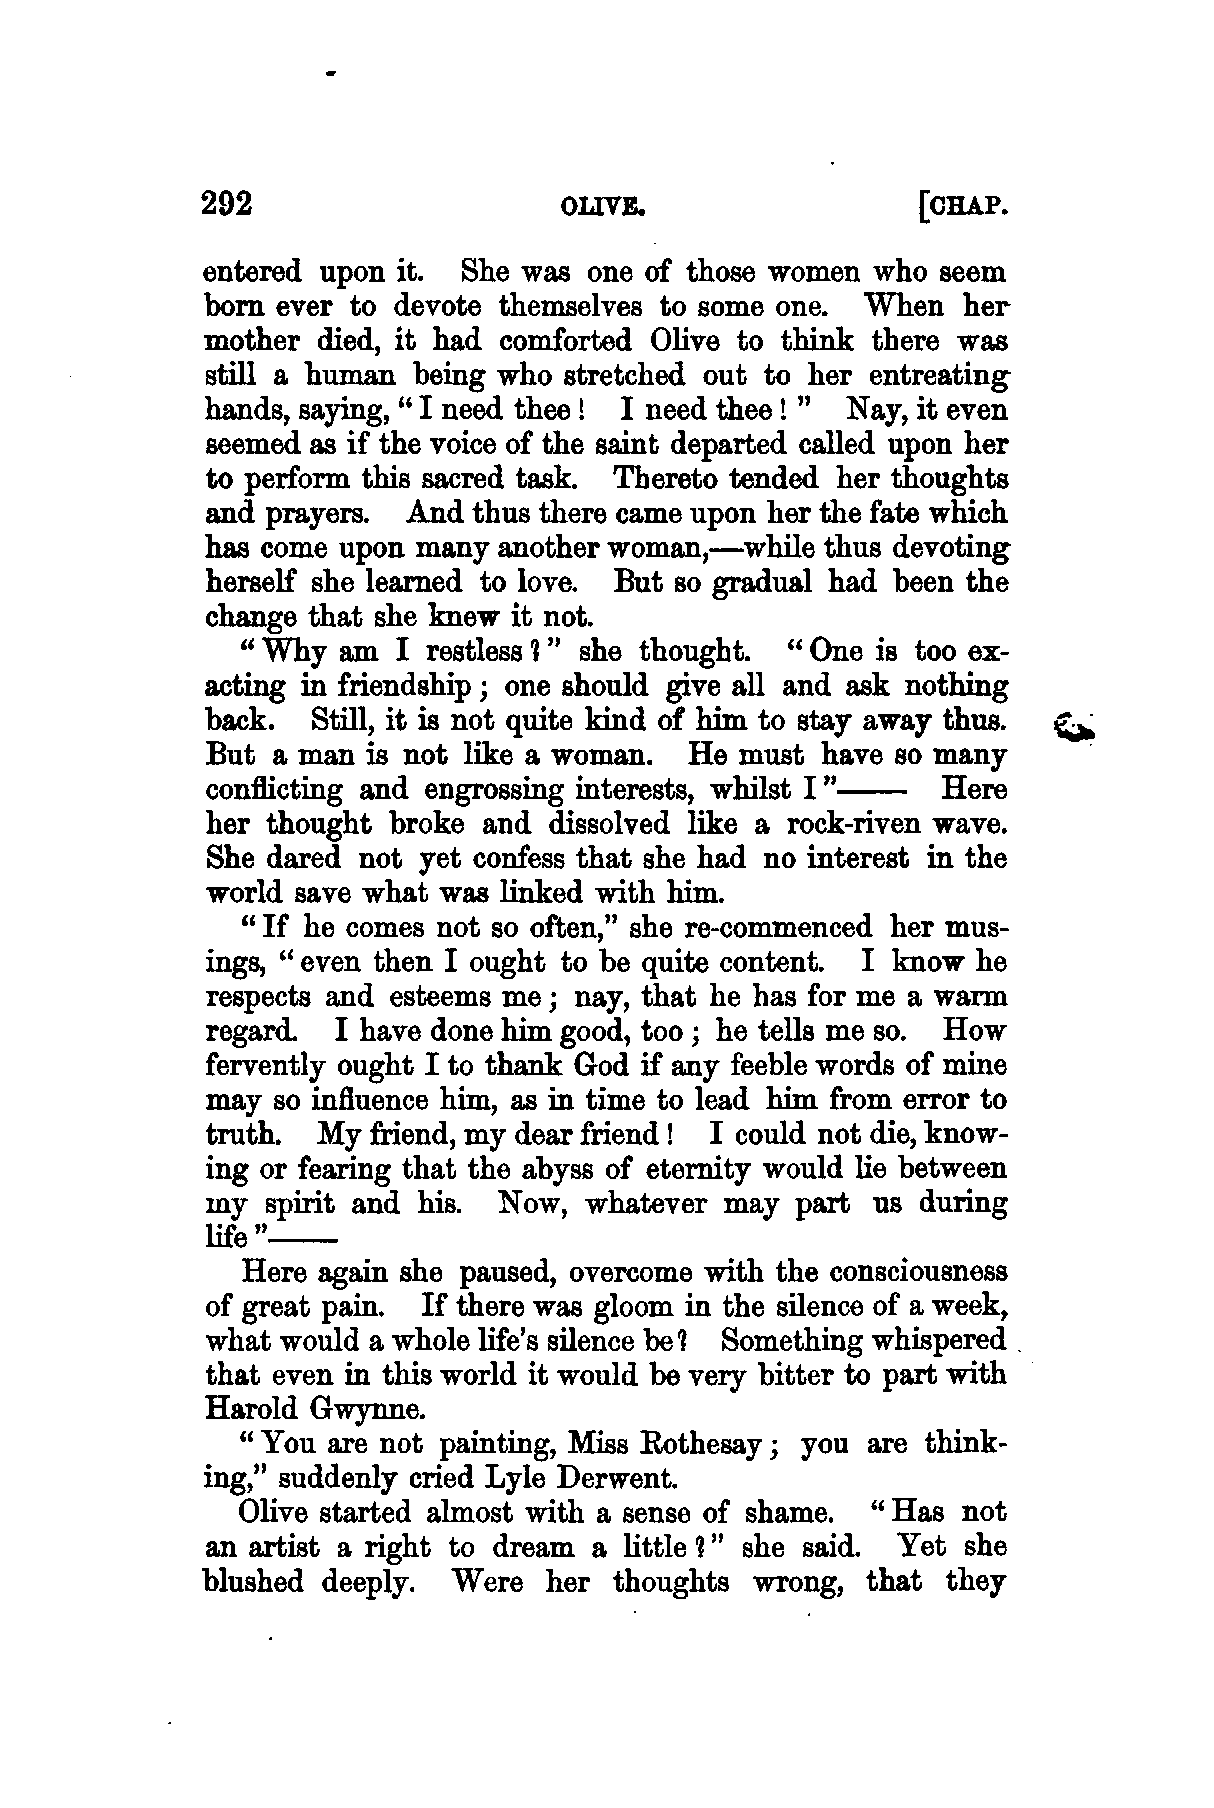 292 OLIVE. [CHAP.
entered upon it. She was one of those women who seem
born ever to devote themselves to some one. When her
mother died, it had comforted Olive to think there was
still a human being who stretched out to her entreating
hands, saying, “I need thee! I need thee!” Nay, it even
seemed as if the voice of the saint departed called upon her
to perform this sacred task. Thereto tended her thoughts
and prayers. And thus there came upon her the fate which
has come upon many another woman,—while thus devoting
herself she learned to love. But so gradual had been the
change that she knew it not.
“Why am I restless?” she thought. “One is too ex-
acting in friendship; one should give all and ask nothing
back. Still, it is not quite kind of him to stay away thus.
But a man is not like a woman. He must have so many
conflicting and engrossing interests, whilst I”—— Here
her thought broke and dissolved like a rock-riven wave.
She dared not yet confess that she had no interest in the
world save what was linked with him.
“If he comes not so often,” she re-commenced her mus-
ings, “even then I ought to be quite content. I know he
respects and esteems me; nay, that he has for me a warm
regard. I have done him good, too; he tells me so. How
fervently ought I to thank God if any feeble words of mine
may so influence him, as in time to lead him from error to
truth. My friend, my dear friend! I could not die, know-
ing or fearing that the abyss of eternity would lie between
my spirit and his. Now, whatever may part us during
life”——
Here again she paused, overcome with the consciousness
of great pain. If there was gloom in the silence of a week,
what would a whole life's silence be? Something whispered
that even in this world it would be very bitter to part with
Harold Gwynne.
“You are not painting, Miss Rothesay; you are think-
ing,” suddenly cried Lyle Derwent.
Olive started almost with a sense of shame. “Has not
an artist a right to dream a little?” she said. Yet she
blushed deeply. Were her thoughts wrong, that they